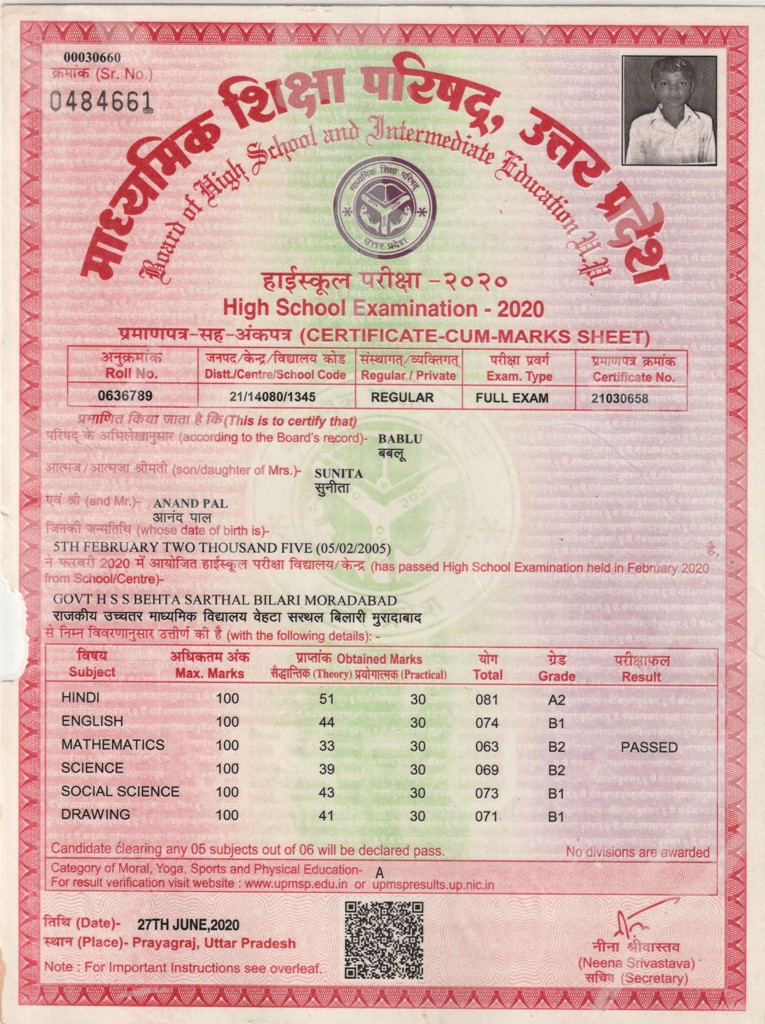 00030660
क्रमांक (Sr. No.)
0484661
माध्यमिक शिक्षा परिषद्, उत्तर प्रदेश
Board of High School and Intermediate Education U.P.
माध्यमिक शिक्षा परिषद्
उत्तर प्रदेश
हाईस्कूल परीक्षा -२०२०
High School Examination - 2020
प्रमाणपत्र-सह-अंकपत्र (CERTIFICATE-CUM-MARKS SHEET)
अनुक्रमांक जनपद/केन्द्र/विद्यालय कोड संस्थागत्/व्यक्तिगत् परीक्षा प्रवर्ग प्रमाणपत्र क्रमांक
Roll No. Distt./Centre/School Code Regular / Private Exam. Type Certificate No.
0636789 21/14080/1345 REGULAR FULL EXAM 21030658
प्रमाणित किया जाता है कि (This is to certify that)
परिषद् के अभिलेखानुसार (according to the Board's record)- BABLU
बबलू
आत्मज/आत्मजा श्रीमती (son/daughter of Mrs.)- SUNITA
सुनीता
एवं श्री (and Mr.)- ANAND PAL
आनंद पाल
जिनकी जन्मतिथि (whose date of birth is)-
5TH FEBRUARY TWO THOUSAND FIVE (05/02/2005) है,
ने फरवरी 2020 में आयोजित हाईस्कूल परीक्षा विद्यालय/ केन्द्र (has passed High School Examination held in February 2020
from School/Centre)-
GOVT H S S BEHTA SARTHAL BILARI MORADABAD
राजकीय उच्चतर माध्यमिक विद्यालय वेहटा सरथल बिलारी मुरादाबाद
से निम्न विवरणानुसार उत्तीर्ण की है (with the following details): -
विषय अधिकतम अंक प्राप्तांक Obtained Marks योग ग्रेड परीक्षाफल
Subject Max. Marks सैद्धान्तिक (Theory) प्रयोगात्मक (Practical) Total Grade Result
HINDI 100 51 30 081 A2
ENGLISH 100 44 30 074 B1
MATHEMATICS 100 33 30 063 B2 PASSED
SCIENCE 100 39 30 069 B2
SOCIAL SCIENCE 100 43 30 073 B1
DRAWING 100 41 30 071 B1
Candidate clearing any 05 subjects out of 06 will be declared pass. No divisions are awarded
Category of Moral, Yoga, Sports and Physical Education- A
For result verification visit website : www.upmsp.edu.in or upmspresults.up.nic.in
तिथि (Date)- 27TH JUNE,2020
स्थान (Place)- Prayagraj, Uttar Pradesh
Note : For Important Instructions see overleaf.
नीना श्रीवास्तव
(Neena Srivastava)
सचिव (Secretary)